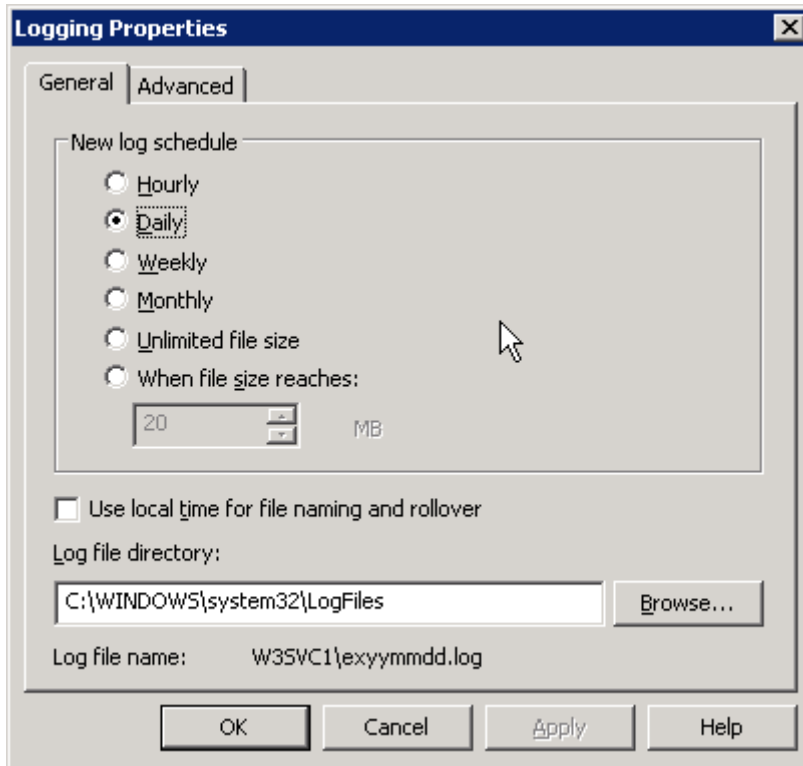 Logging Properties
General Advanced
New log schedule
Hourly
Daily
Weekly
Monthly
Unlimited file size
When file size reaches:
20 MB
Use local time for file naming and rollover
Log file directory:
C:\WINDOWS\system32\LogFiles Browse...
Log file name: W3SVC1\exyymmdd.log
OK Cancel Apply Help